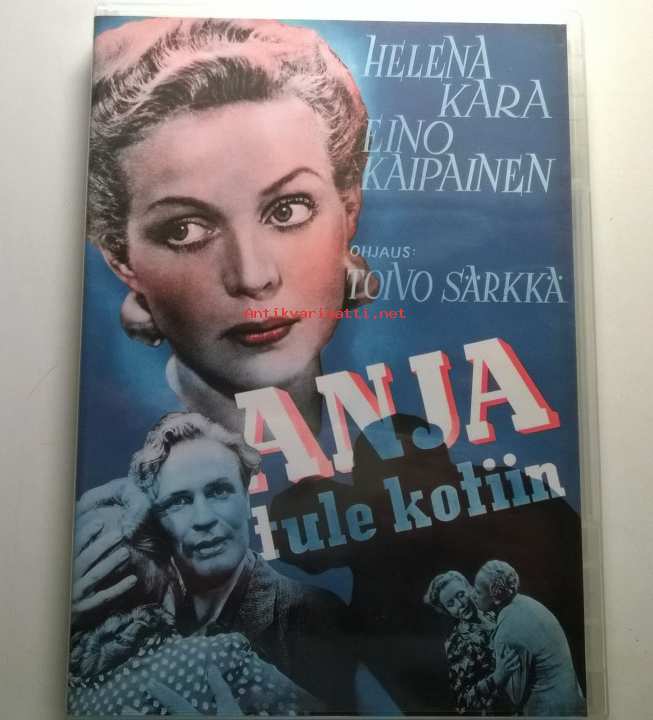 HELENA
KARA
EINO
KAIPAINEN
OHJAUS:
TOIVO SÄRKKÄ
Antikvariaatti.net
ANJA
tule kotiin